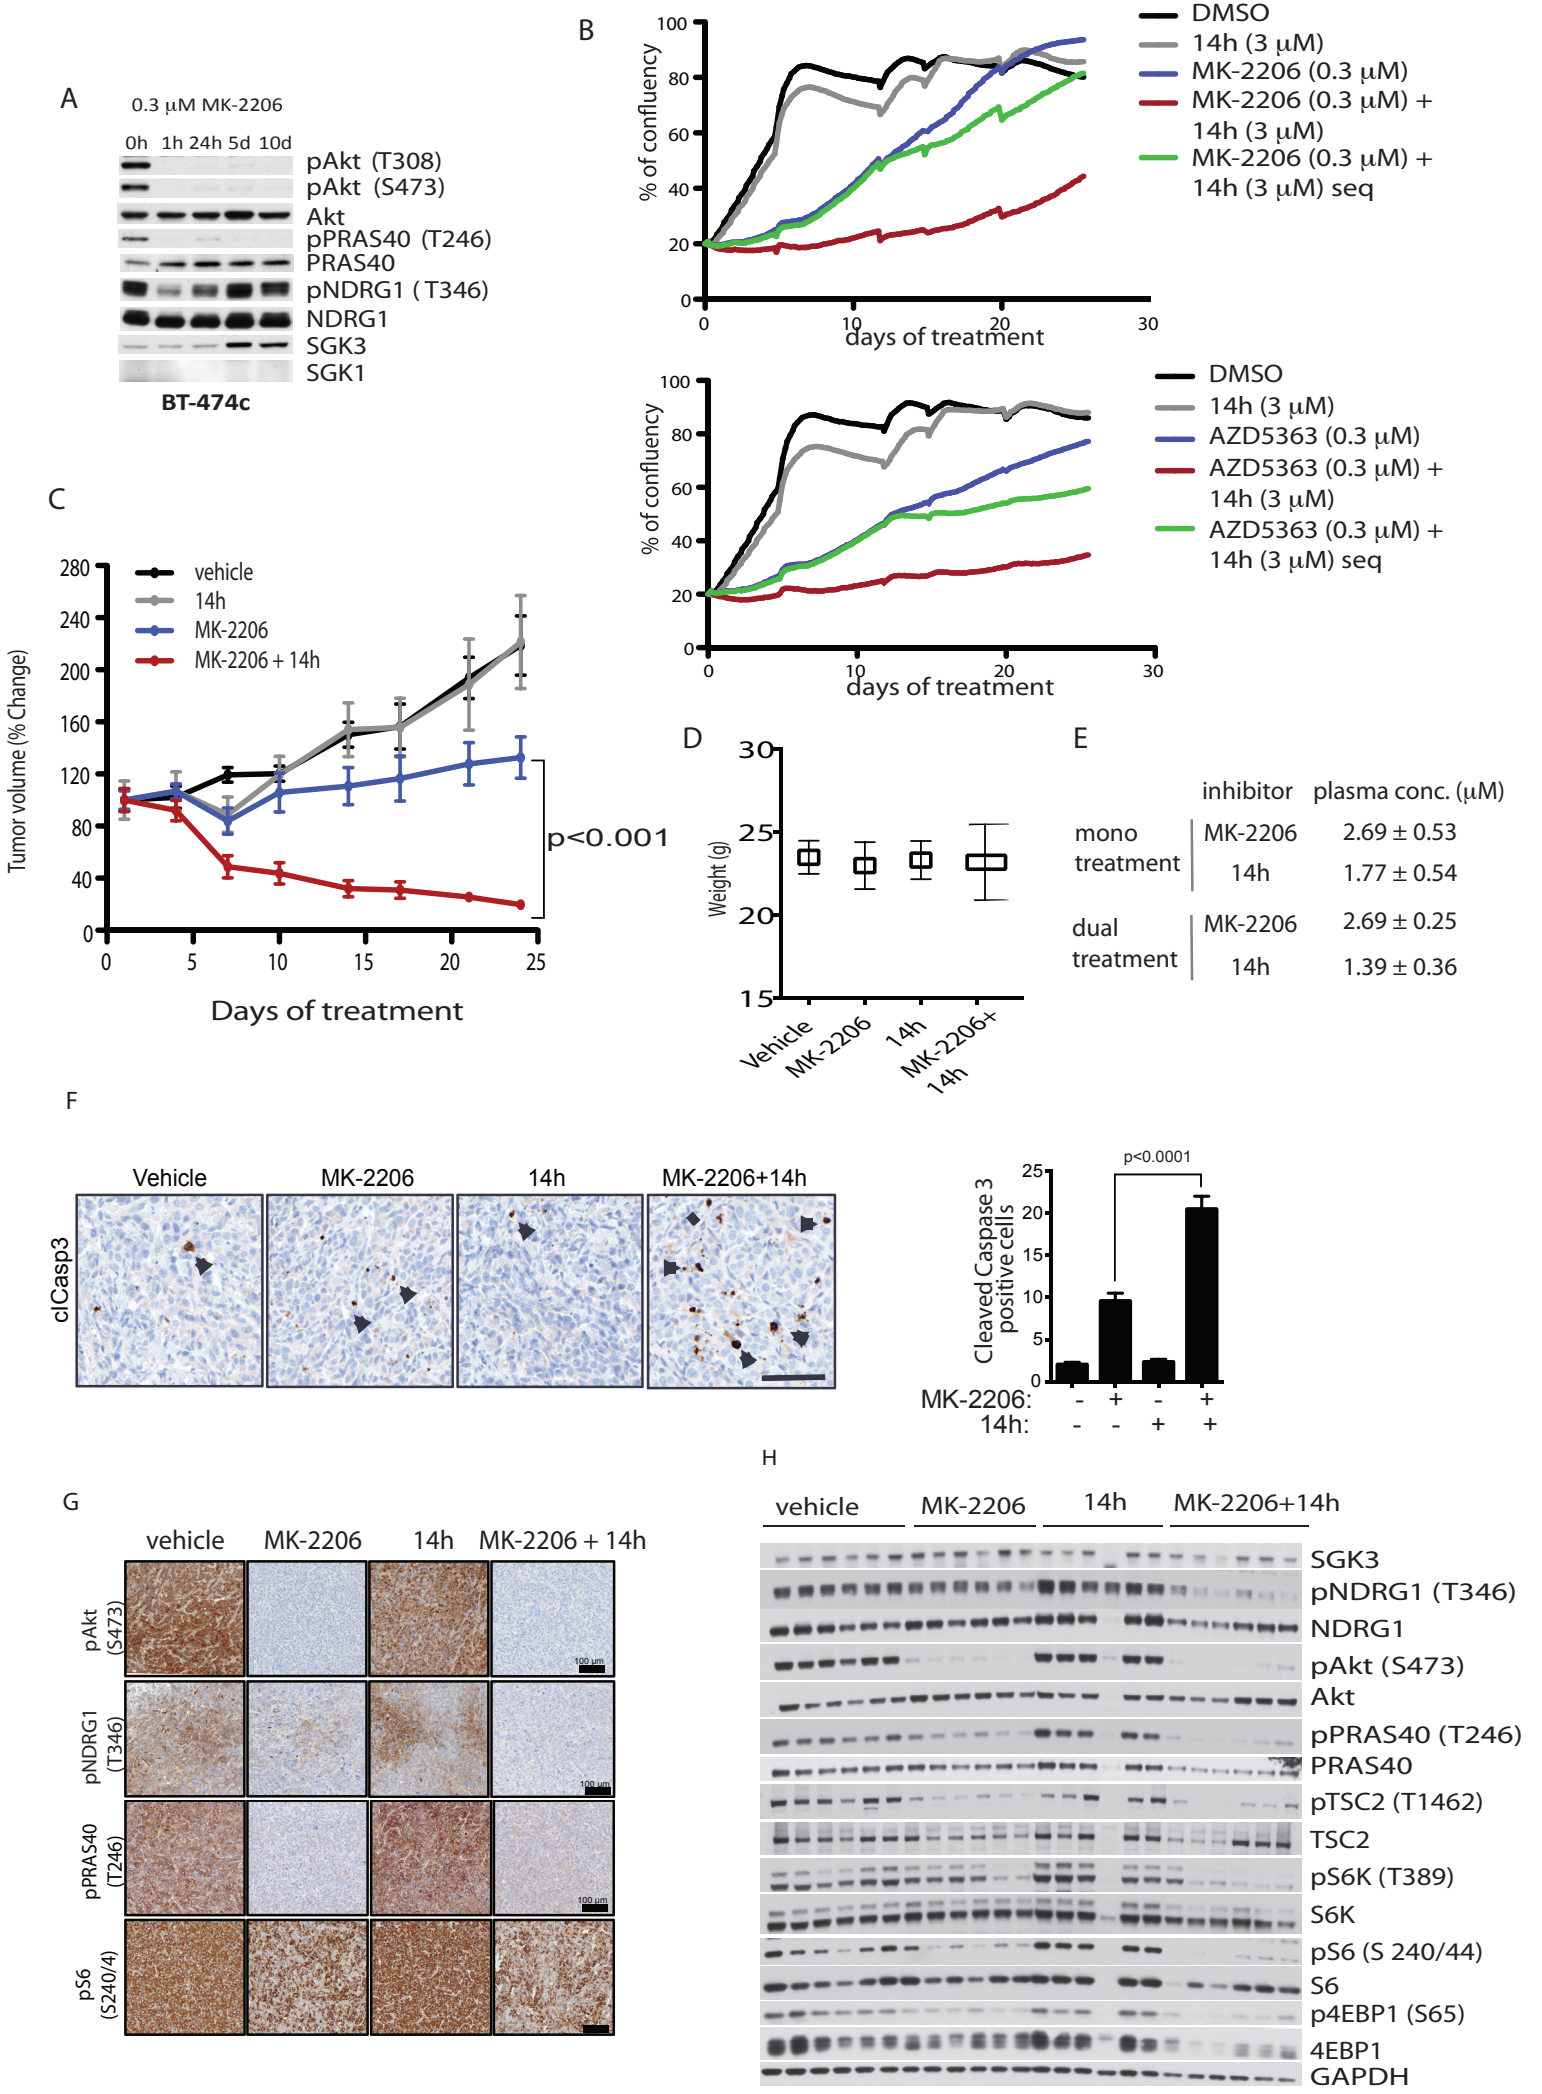 A
0.3 μM MK-2206
0h 1h 24h 5d 10d
pAkt (T308)
pAkt (S473)
Akt
pPRAS40 (T246)
PRAS40
pNDRG1 ( T346)
NDRG1
SGK3
SGK1
BT-474c
B
% of confluency
100
80
60
40
20
0
0 10 20 30
days of treatment
DMSO
14h (3 μM)
MK-2206 (0.3 μM)
MK-2206 (0.3 μM) +
14h (3 μM)
MK-2206 (0.3 μM) +
14h (3 μM) seq
% of confluency
100
80
60
40
20
0
0 10 20 30
days of treatment
DMSO
14h (3 μM)
AZD5363 (0.3 μM)
AZD5363 (0.3 μM) +
14h (3 μM)
AZD5363 (0.3 μM) +
14h (3 μM) seq
C
Tumor volume (% Change)
280
240
200
160
120
80
40
0
0 5 10 15 20 25
Days of treatment
vehicle
14h
MK-2206
MK-2206 + 14h
p<0.001
D
Weight (g)
30
25
20
15
Vehicle
MK-2206
14h
MK-2206+
14h
E
inhibitor plasma conc. (μM)
mono
treatment
MK-2206 2.69 ± 0.53
14h 1.77 ± 0.54
dual
treatment
MK-2206 2.69 ± 0.25
14h 1.39 ± 0.36
F
Vehicle MK-2206 14h MK-2206+14h
clCasp3
Cleaved Caspase 3
positive cells
25
20
15
10
5
0
p<0.0001
MK-2206: - + - +
14h: - - + +
G
vehicle MK-2206 14h MK-2206 + 14h
pAkt
(S473)
100 μm
pNDRG1
(T346)
100 μm
pPRAS40
(T246)
100 μm
pS6
(S240/4)
H
vehicle MK-2206 14h MK-2206+14h
SGK3
pNDRG1 (T346)
NDRG1
pAkt (S473)
Akt
pPRAS40 (T246)
PRAS40
pTSC2 (T1462)
TSC2
pS6K (T389)
S6K
pS6 (S 240/44)
S6
p4EBP1 (S65)
4EBP1
GAPDH